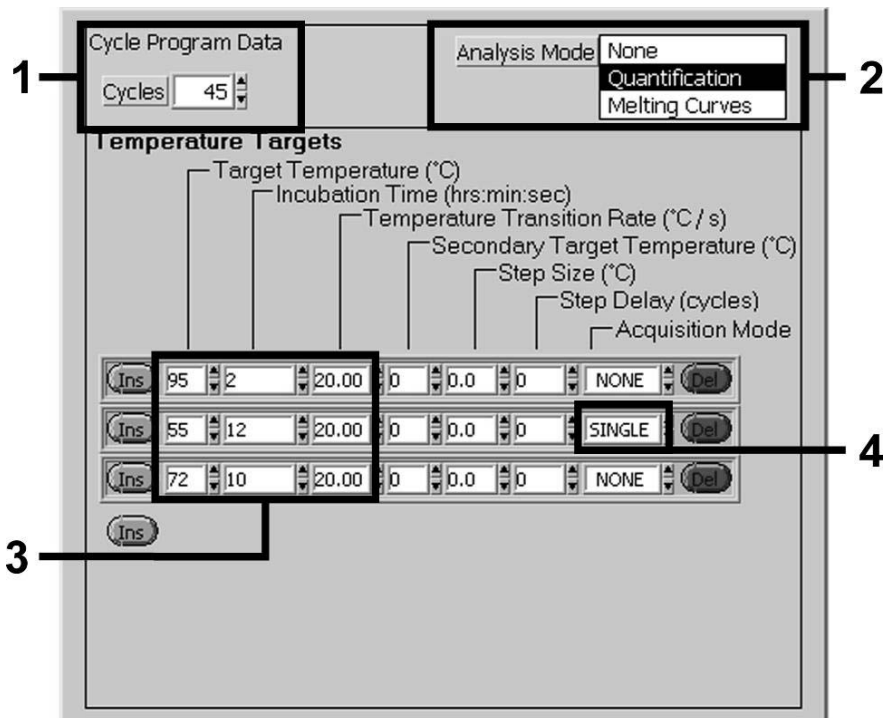 Cycle Program Data
Cycles 45
Analysis Mode None
Quantification
Melting Curves
1
2
Temperature Targets
Target Temperature (°C)
Incubation Time (hrs:min:sec)
Temperature Transition Rate (°C / s)
Secondary Target Temperature (°C)
Step Size (°C)
Step Delay (cycles)
Acquisition Mode
Ins 95 2 20.00 0 0.0 0 NONE Del
Ins 55 12 20.00 0 0.0 0 SINGLE Del
4
Ins 72 10 20.00 0 0.0 0 NONE Del
Ins
3